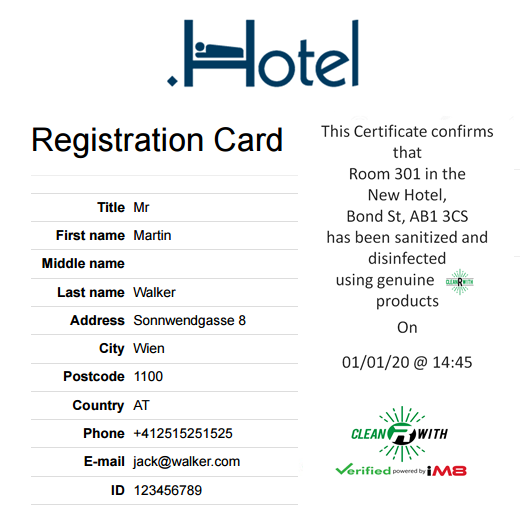 .Hotel
Registration Card
Title Mr
First name Martin
Middle name
Last name Walker
Address Sonnwendgasse 8
City Wien
Postcode 1100
Country AT
Phone +412515251525
E-mail jack@walker.com
ID 123456789
This Certificate confirms
that
Room 301 in the
New Hotel,
Bond St, AB1 3CS
has been sanitized and
disinfected
using genuine CLEAN R WITH
products
On
01/01/20 @ 14:45
CLEAN R WITH
Verified powered by iM8